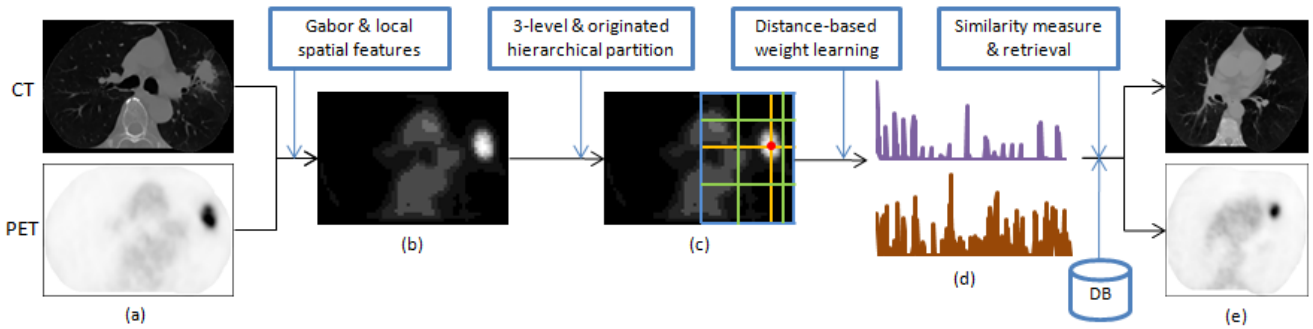 Gabor & local
spatial features
3-level & originated
hierarchical partition
Distance-based
weight learning
Similarity measure
& retrieval
CT
PET
DB
(a)
(b)
(c)
(d)
(e)